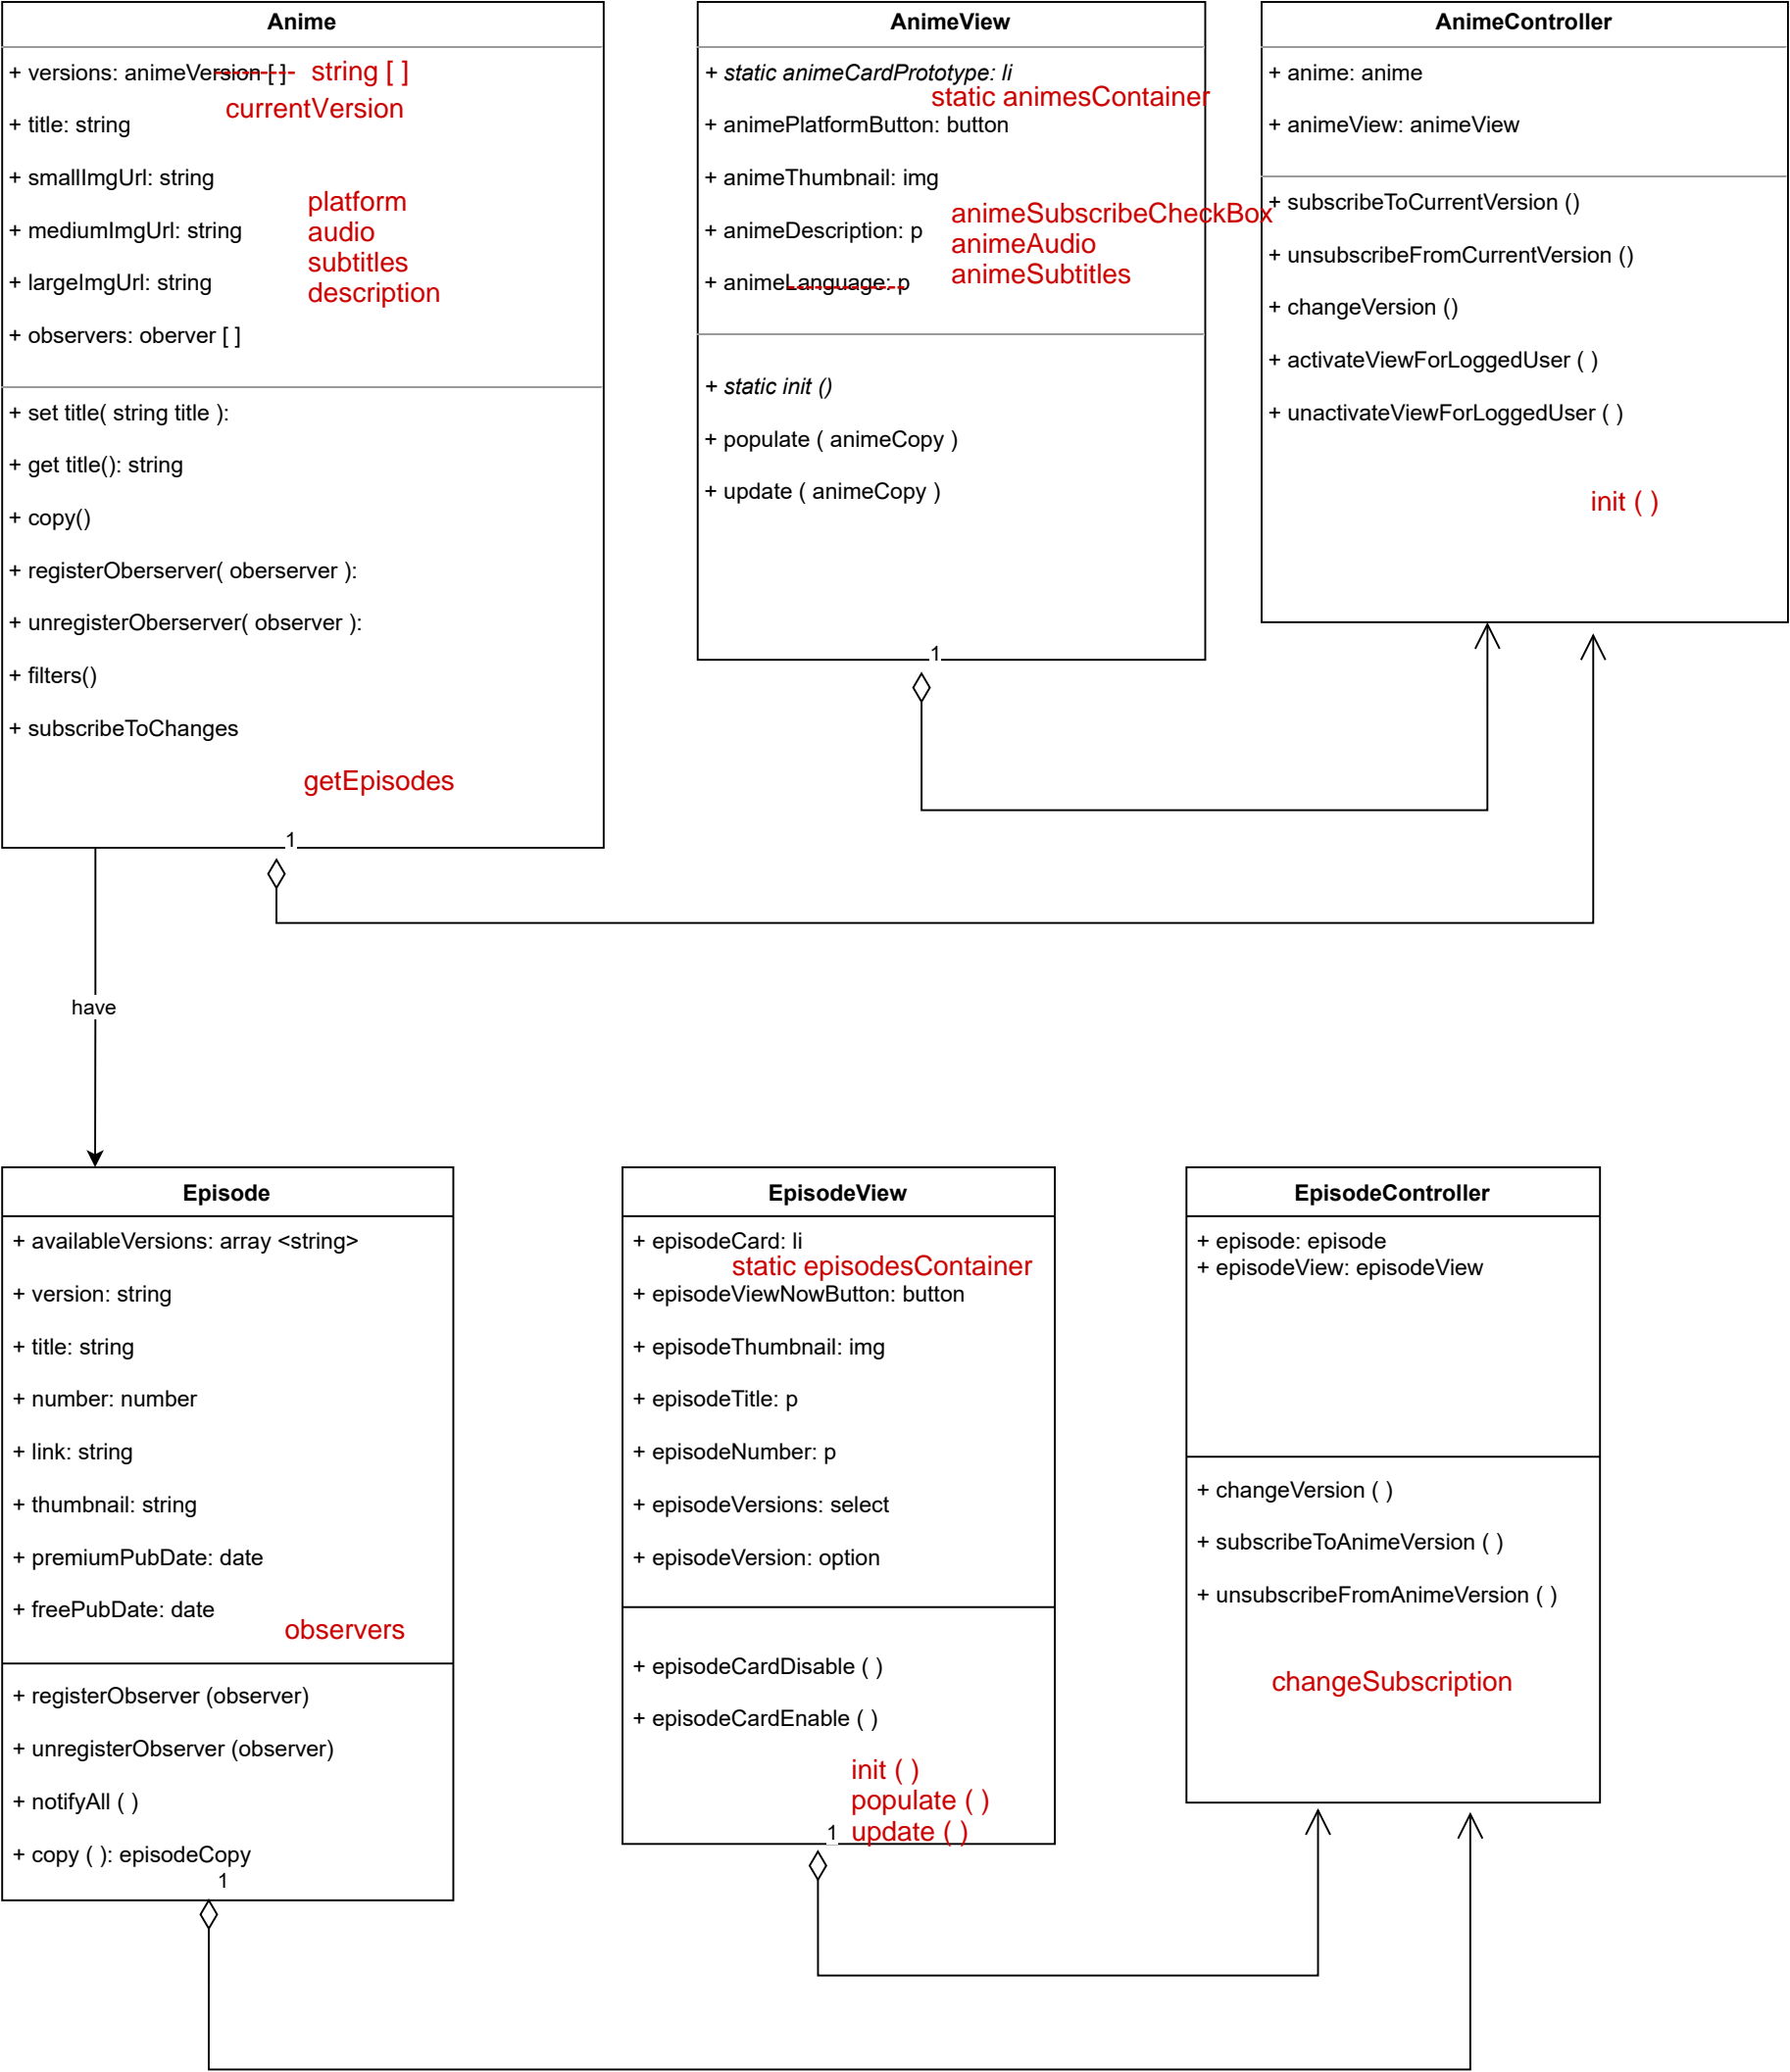 Anime
+ versions: animeVersion [ ] string [ ]
currentVersion
+ title: string
+ smallImgUrl: string
platform
+ mediumImgUrl: string
audio
subtitles
+ largeImgUrl: string
description
+ observers: oberver [ ]
+ set title( string title ):
+ get title(): string
+ copy()
+ registerOberserver( oberserver ):
+ unregisterOberserver( observer ):
+ filters()
+ subscribeToChanges
getEpisodes
1
AnimeView
+ static animeCardPrototype: li
static animesContainer
+ animePlatformButton: button
+ animeThumbnail: img
animeSubscribeCheckBox
+ animeDescription: p
animeAudio
animeSubtitles
+ animeLanguage: p
+ static init ()
+ populate ( animeCopy )
+ update ( animeCopy )
1
AnimeController
+ anime: anime
+ animeView: animeView
+ subscribeToCurrentVersion ()
+ unsubscribeFromCurrentVersion ()
+ changeVersion ()
+ activateViewForLoggedUser ( )
+ unactivateViewForLoggedUser ( )
init ( )
have
Episode
+ availableVersions: array <string>
+ version: string
+ title: string
+ number: number
+ link: string
+ thumbnail: string
+ premiumPubDate: date
+ freePubDate: date
observers
+ registerObserver (observer)
+ unregisterObserver (observer)
+ notifyAll ( )
+ copy ( ): episodeCopy
1
EpisodeView
+ episodeCard: li
static episodesContainer
+ episodeViewNowButton: button
+ episodeThumbnail: img
+ episodeTitle: p
+ episodeNumber: p
+ episodeVersions: select
+ episodeVersion: option
+ episodeCardDisable ( )
+ episodeCardEnable ( )
init ( )
populate ( )
update ( )
1
EpisodeController
+ episode: episode
+ episodeView: episodeView
+ changeVersion ( )
+ subscribeToAnimeVersion ( )
+ unsubscribeFromAnimeVersion ( )
changeSubscription